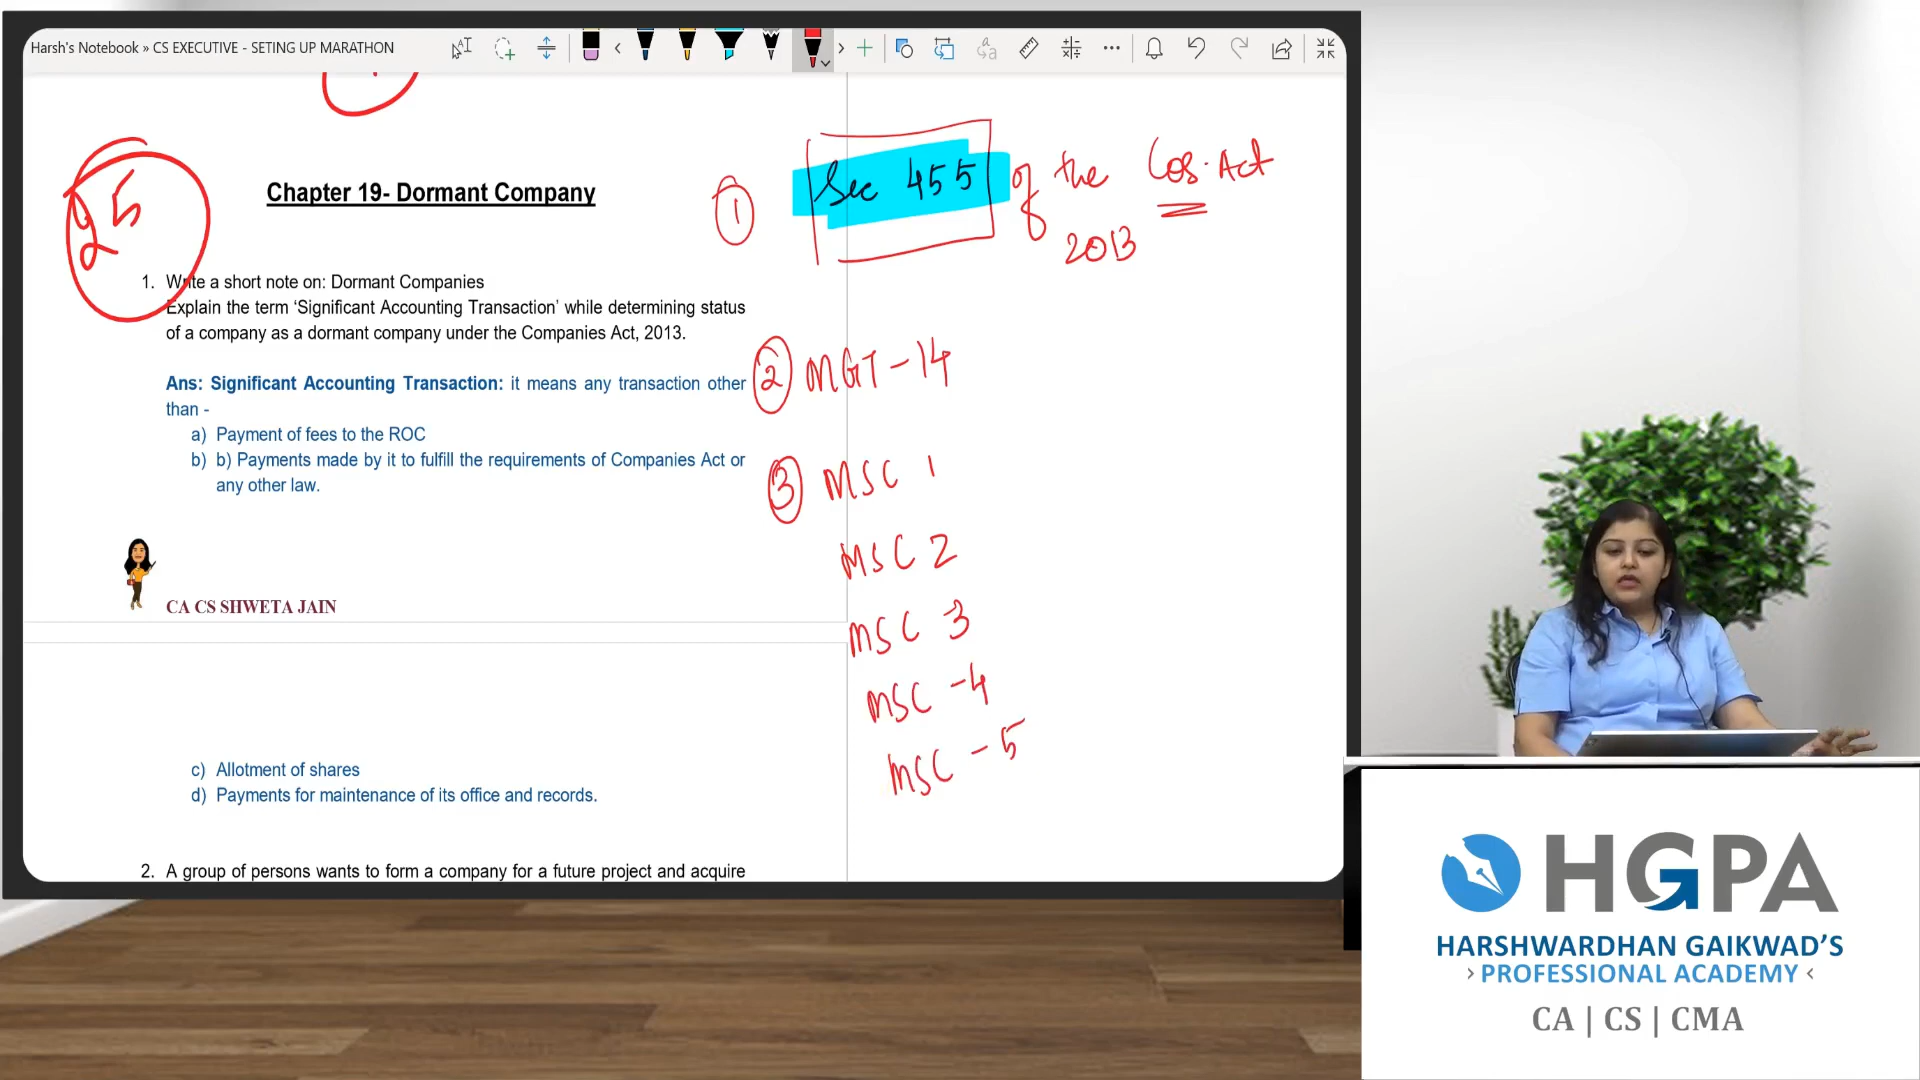 Harsh's Notebook » CS EXECUTIVE - SETING UP MARATHON
25
Chapter 19- Dormant Company
① Sec 455 of the Cos. Act
2013
1. Write a short note on: Dormant Companies
Explain the term ‘Significant Accounting Transaction’ while determining status
of a company as a dormant company under the Companies Act, 2013.
② MGT-14
Ans: Significant Accounting Transaction: it means any transaction other
than -
a) Payment of fees to the ROC
b) b) Payments made by it to fulfill the requirements of Companies Act or
any other law.
③ MSC 1
MSC 2
MSC 3
MSC -4
MSC -5
CA CS SHWETA JAIN
c) Allotment of shares
d) Payments for maintenance of its office and records.
2. A group of persons wants to form a company for a future project and acquire
HGPA
HARSHWARDHAN GAIKWAD'S
› PROFESSIONAL ACADEMY ‹
CA | CS | CMA